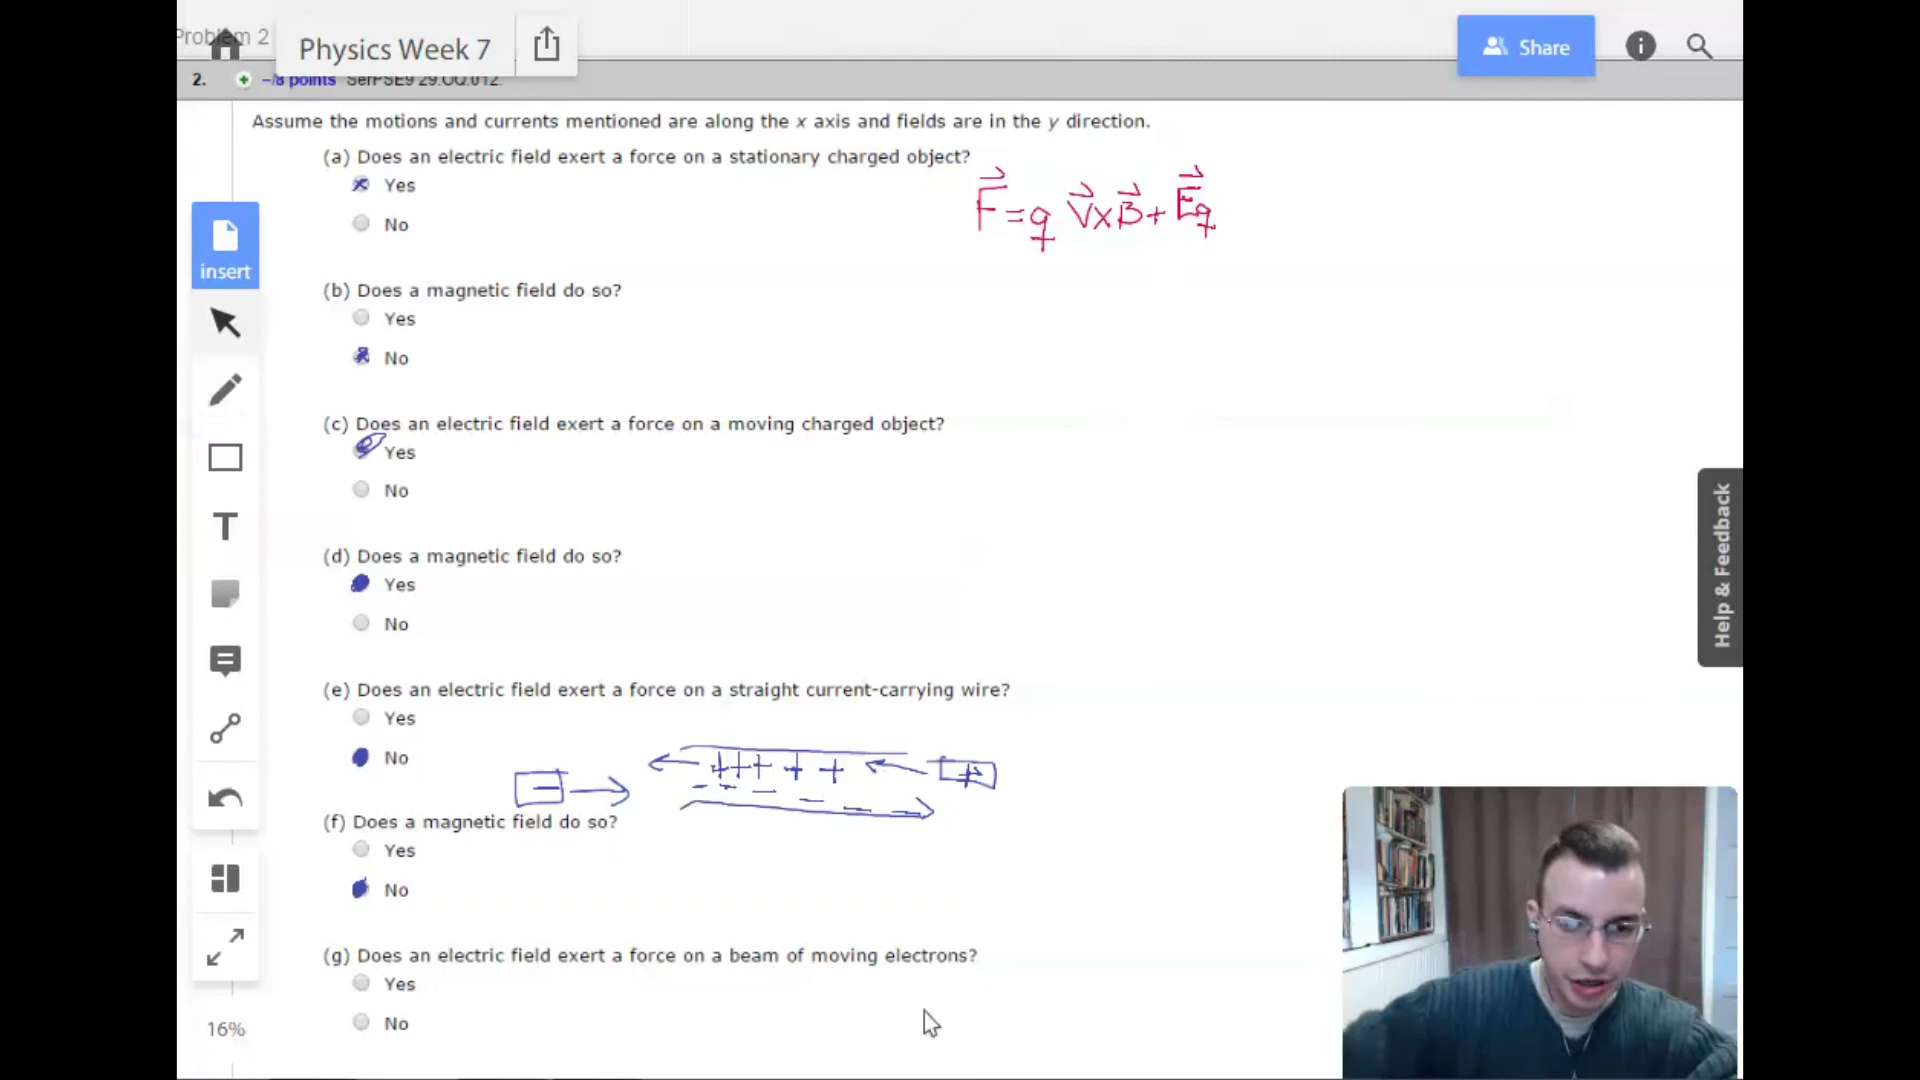 Problem 2
Physics Week 7
Share
2. + –/8 points SerPSE9 29.OQ.012.
Assume the motions and currents mentioned are along the x axis and fields are in the y direction.
(a) Does an electric field exert a force on a stationary charged object?
Yes
No
F = q V x B + E q
(b) Does a magnetic field do so?
Yes
No
(c) Does an electric field exert a force on a moving charged object?
Yes
No
(d) Does a magnetic field do so?
Yes
No
(e) Does an electric field exert a force on a straight current-carrying wire?
Yes
No
+ + + + +
- - - - - -
- +
(f) Does a magnetic field do so?
Yes
No
(g) Does an electric field exert a force on a beam of moving electrons?
Yes
No
insert
T
16%
Help & Feedback